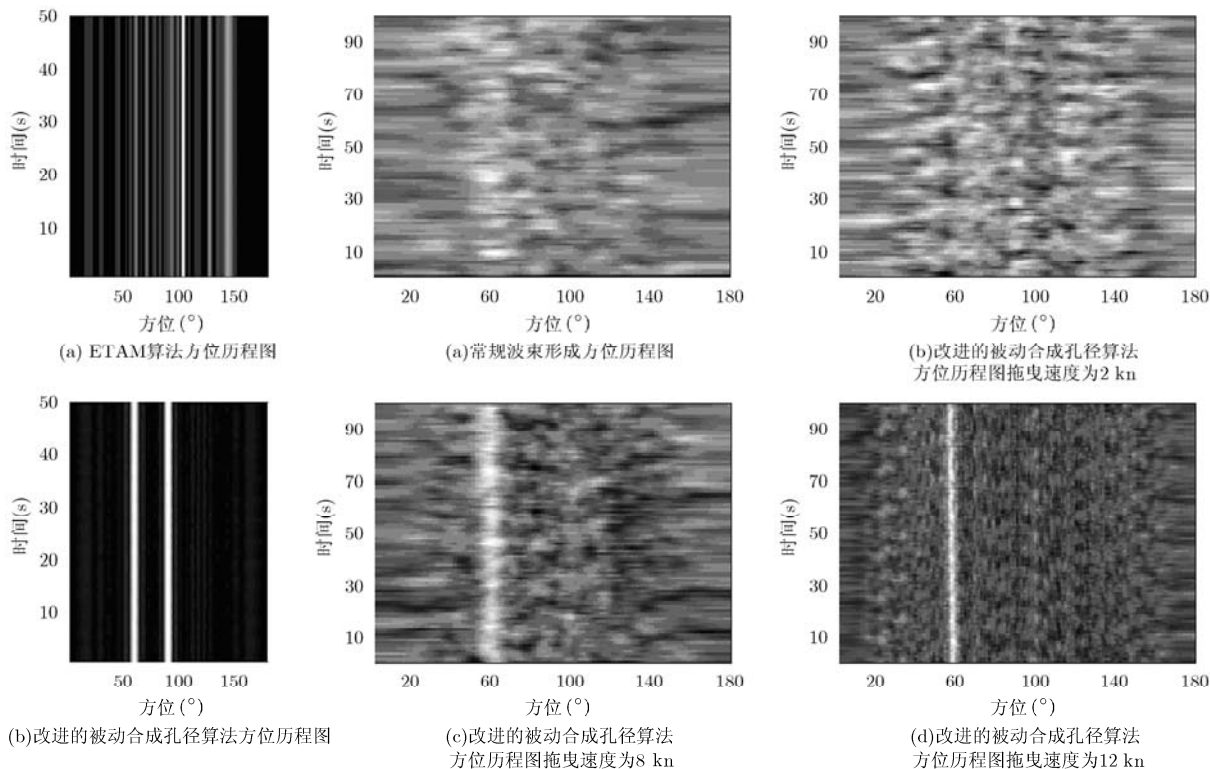 50
40
30
20
10
时间(s)
50 100 150
方位(°)
(a) ETAM算法方位历程图
90
70
50
30
10
时间(s)
20 60 100 140 180
方位(°)
(a)常规波束形成方位历程图
90
70
50
30
10
时间(s)
20 60 100 140 180
方位(°)
(b)改进的被动合成孔径算法
方位历程图拖曳速度为2 kn
50
40
30
20
10
时间(s)
50 100 150
方位(°)
(b)改进的被动合成孔径算法方位历程图
90
70
50
30
10
时间(s)
20 60 100 140 180
方位(°)
(c)改进的被动合成孔径算法
方位历程图拖曳速度为8 kn
90
70
50
30
10
时间(s)
20 60 100 140 180
方位(°)
(d)改进的被动合成孔径算法
方位历程图拖曳速度为12 kn